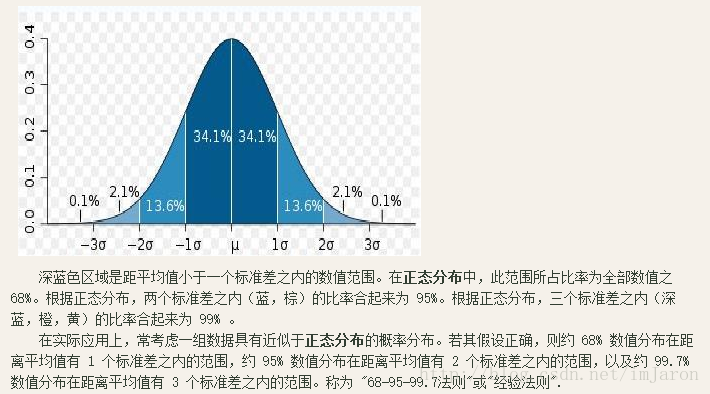 0.4
0.3
0.2
0.1
0.0
34.1% 34.1%
0.1% 2.1% 13.6% 13.6% 2.1% 0.1%
−3σ −2σ −1σ μ 1σ 2σ 3σ
深蓝色区域是距平均值小于一个标准差之内的数值范围。在正态分布中，此范围所占比率为全部数值之
68%。根据正态分布，两个标准差之内（蓝，棕）的比率合起来为 95%。根据正态分布，三个标准差之内（深
蓝，橙，黄）的比率合起来为 99% 。
在实际应用上，常考虑一组数据具有近似于正态分布的概率分布。若其假设正确，则约 68% 数值分布在距
离平均值有 1 个标准差之内的范围，约 95% 数值分布在距离平均值有 2 个标准差之内的范围，以及约 99.7%
数值分布在距离平均值有 3 个标准差之内的范围。称为 "68-95-99.7法则"或"经验法则".
http://blog.csdn.net/imjaron